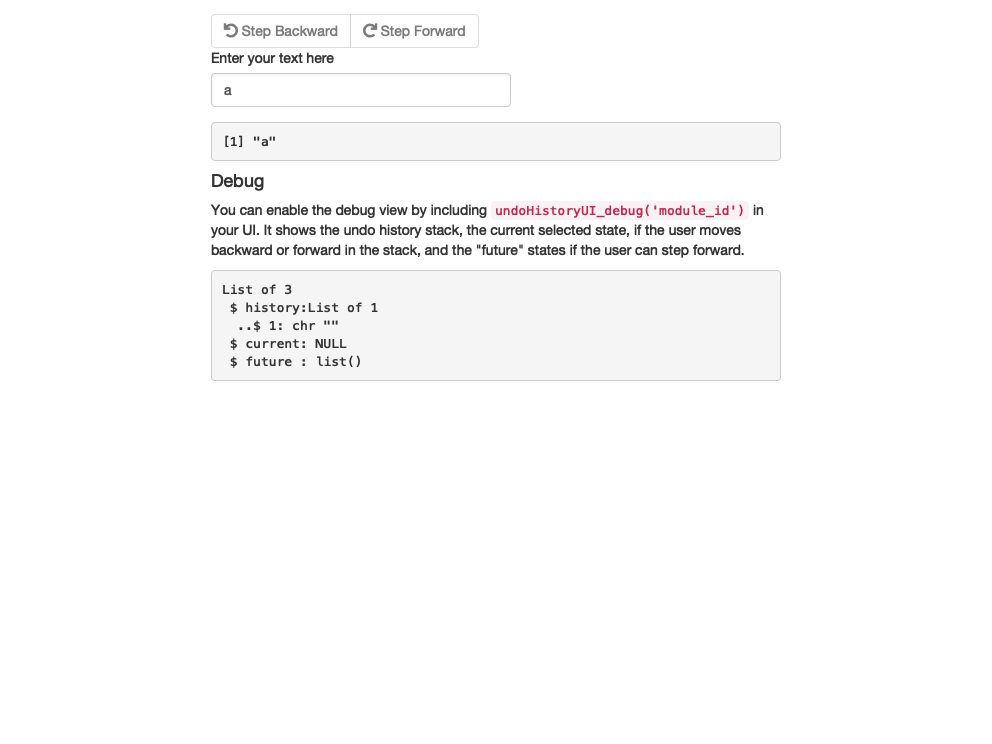 Step Backward Step Forward
Enter your text here
a
[1] "a"
Debug
You can enable the debug view by including undoHistoryUI_debug('module_id') in
your UI. It shows the undo history stack, the current selected state, if the user moves
backward or forward in the stack, and the "future" states if the user can step forward.
List of 3
 $ history:List of 1
  ..$ 1: chr ""
 $ current: NULL
 $ future : list()